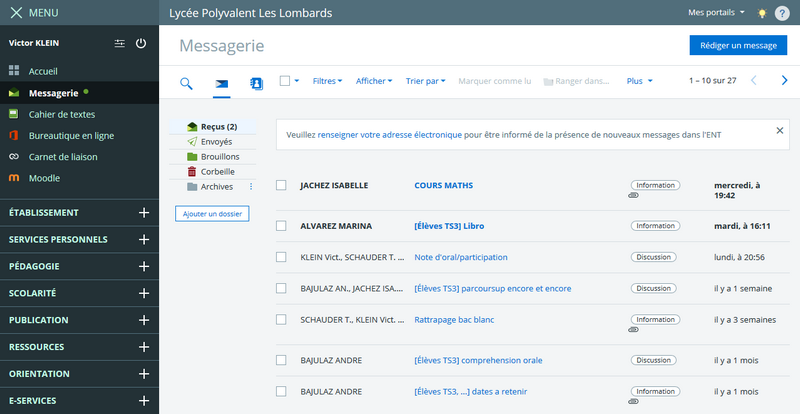 MENU
Victor KLEIN
Accueil
Messagerie
Cahier de textes
Bureautique en ligne
Carnet de liaison
Moodle
ÉTABLISSEMENT
SERVICES PERSONNELS
PÉDAGOGIE
SCOLARITÉ
PUBLICATION
RESSOURCES
ORIENTATION
E-SERVICES
Lycée Polyvalent Les Lombards
Mes portails
?
Messagerie
Rédiger un message
Filtres
Afficher
Trier par
Marquer comme lu
Ranger dans...
Plus
1 – 10 sur 27
Reçus (2)
Envoyés
Brouillons
Corbeille
Archives
Ajouter un dossier
Veuillez renseigner votre adresse électronique pour être informé de la présence de nouveaux messages dans l'ENT
JACHEZ ISABELLE COURS MATHS Information mercredi, à
19:42
ALVAREZ MARINA [Élèves TS3] Libro Information mardi, à 16:11
KLEIN Vict., SCHAUDER T. ... Note d'oral/participation Discussion lundi, à 20:56
BAJULAZ AN., JACHEZ ISA.... [Élèves TS3] parcoursup encore et encore Discussion il y a 1 semaine
SCHAUDER T., KLEIN Vict. ... Rattrapage bac blanc Information il y a 3 semaines
BAJULAZ ANDRE [Élèves TS3] comprehension orale Discussion il y a 1 mois
BAJULAZ ANDRE [Élèves TS3, ...] dates a retenir Information il y a 1 mois